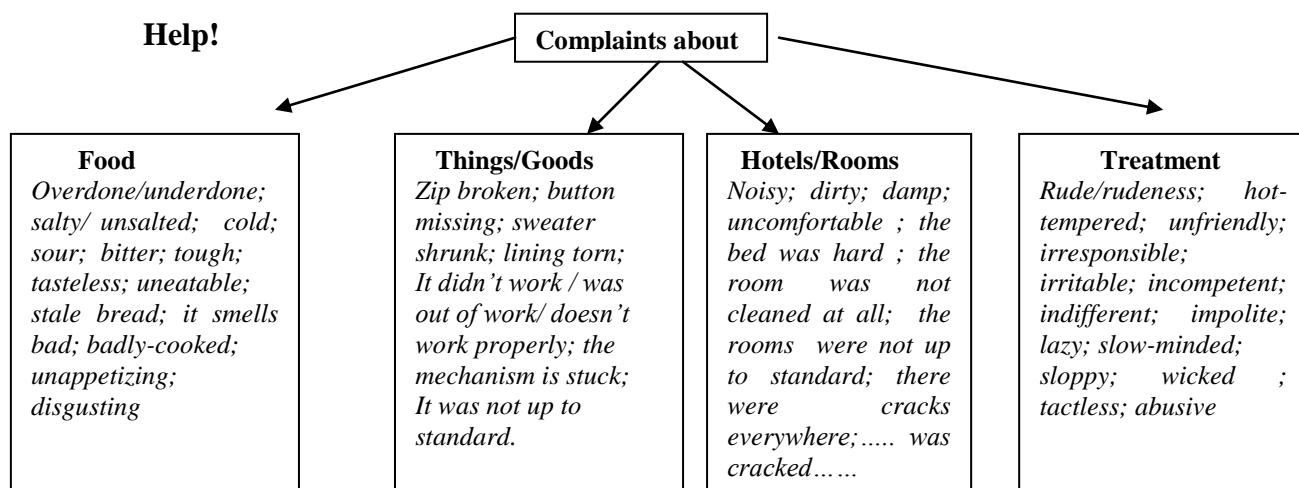 Help!
Complaints about
Food
Overdone/underdone;
salty/ unsalted; cold;
sour; bitter; tough;
tasteless; uneatable;
stale bread; it smells
bad; badly-cooked;
unappetizing;
disgusting
Things/Goods
Zip broken; button
missing; sweater
shrunk; lining torn;
It didn't work / was
out of work/ doesn't
work properly; the
mechanism is stuck;
It was not up to
standard.
Hotels/Rooms
Noisy; dirty; damp;
uncomfortable ; the
bed was hard ; the
room was not
cleaned at all; the
rooms were not up
to standard; there
were cracks
everywhere;….. was
cracked……
Treatment
Rude/rudeness; hot-
tempered; unfriendly;
irresponsible;
irritable; incompetent;
indifferent; impolite;
lazy; slow-minded;
sloppy; wicked ;
tactless; abusive